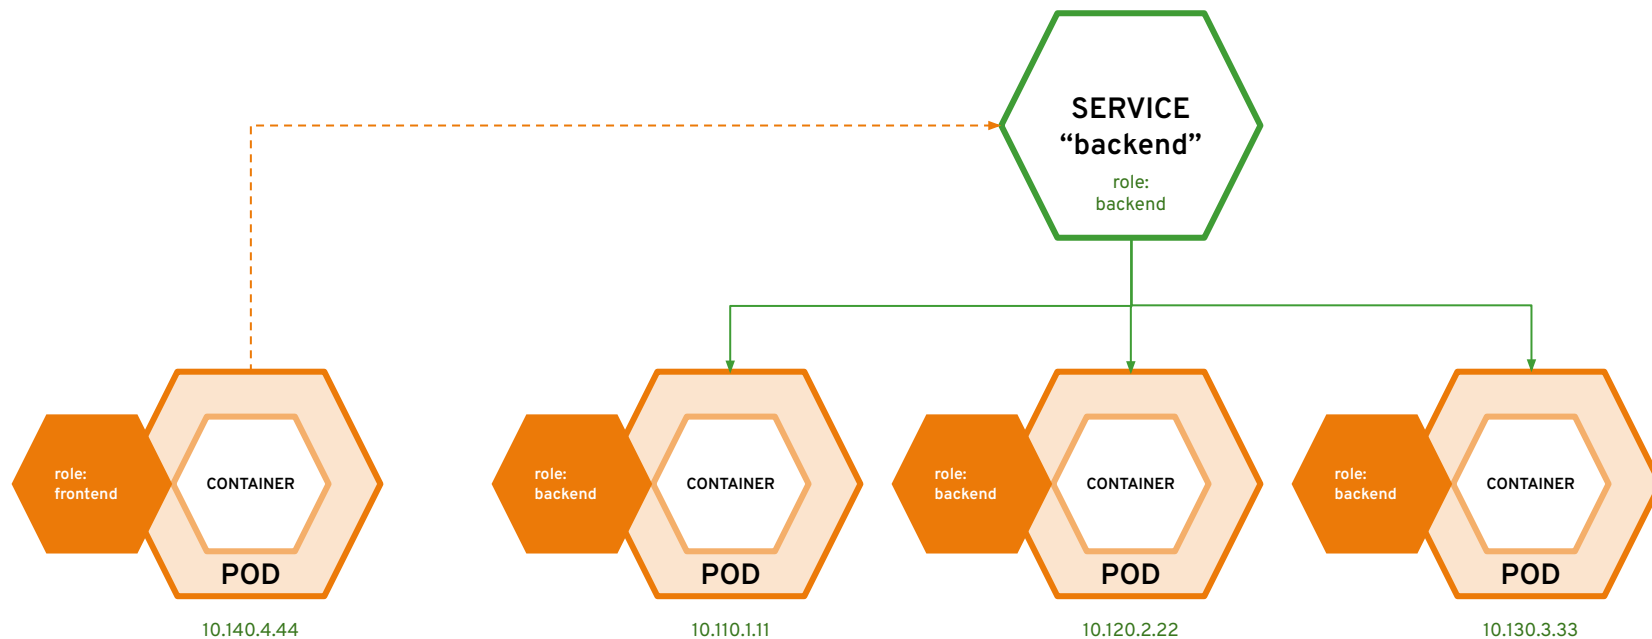 SERVICE
“backend”
role:
backend
role:
frontend
CONTAINER
POD
10.140.4.44
role:
backend
CONTAINER
POD
10.110.1.11
role:
backend
CONTAINER
POD
10.120.2.22
role:
backend
CONTAINER
POD
10.130.3.33